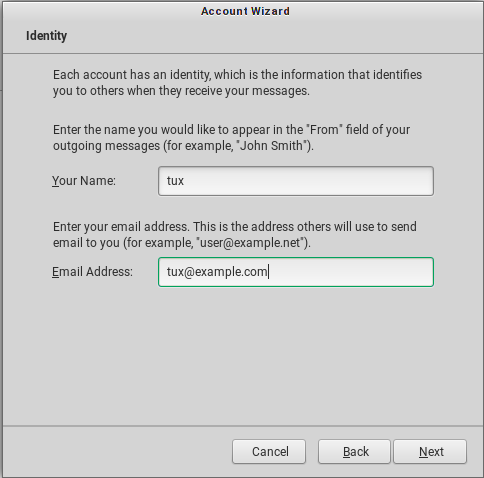 Account Wizard
Identity
Each account has an identity, which is the information that identifies
you to others when they receive your messages.
Enter the name you would like to appear in the "From" field of your
outgoing messages (for example, "John Smith").
Your Name: tux
Enter your email address. This is the address others will use to send
email to you (for example, "user@example.net").
Email Address: tux@example.com
Cancel Back Next